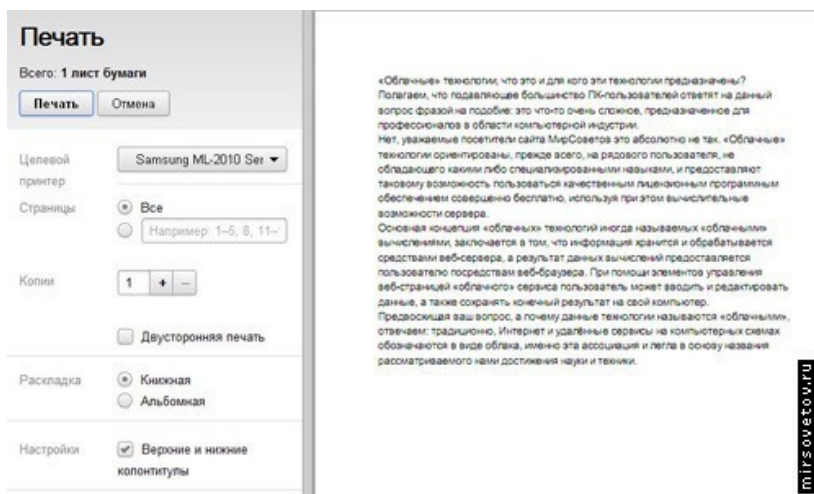 Печать
Всего: 1 лист бумаги
Печать Отмена
Целевой принтер
Samsung ML-2010 Ser
Страницы
Все
Например: 1–5, 8, 11–
Копии
1 + –
Двусторонняя печать
Раскладка
Книжная
Альбомная
Настройки
Верхние и нижние
колонтитулы
«Облачные» технологии, что это и для кого эти технологии предназначены?
Полагаем, что подавляющее большинство ПК-пользователей ответят на данный
вопрос фразой на подобие: это что-то очень сложное, предназначенное для
профессионалов в области компьютерной индустрии.
Нет, уважаемые посетители сайта МирСоветов это абсолютно не так. «Облачные»
технологии ориентированы, прежде всего, на рядового пользователя, не
обладающего какими либо специализированными навыками, и предоставляют
таковому возможность пользоваться качественным лицензионным программным
обеспечением совершенно бесплатно, используя при этом вычислительные
возможности сервера.
Основная концепция «облачных» технологий иногда называемых «облачными»
вычислениями, заключается в том, что информация хранится и обрабатывается
средствами веб-сервера, а результат данных вычислений предоставляется
пользователю посредствам веб-браузера. При помощи элементов управления
веб-страницей «облачного» сервиса пользователь может вводить и редактировать
данные, а также сохранять конечный результат на свой компьютер.
Предвосхищая ваш вопрос, а почему данные технологии называются «облачными»,
отвечаем: традиционно, Интернет и удалённые сервисы на компьютерных схемах
обозначаются в виде облака, именно эта ассоциация и легла в основу названия
рассматриваемого нами достижения науки и техники.
mirsovetov.ru